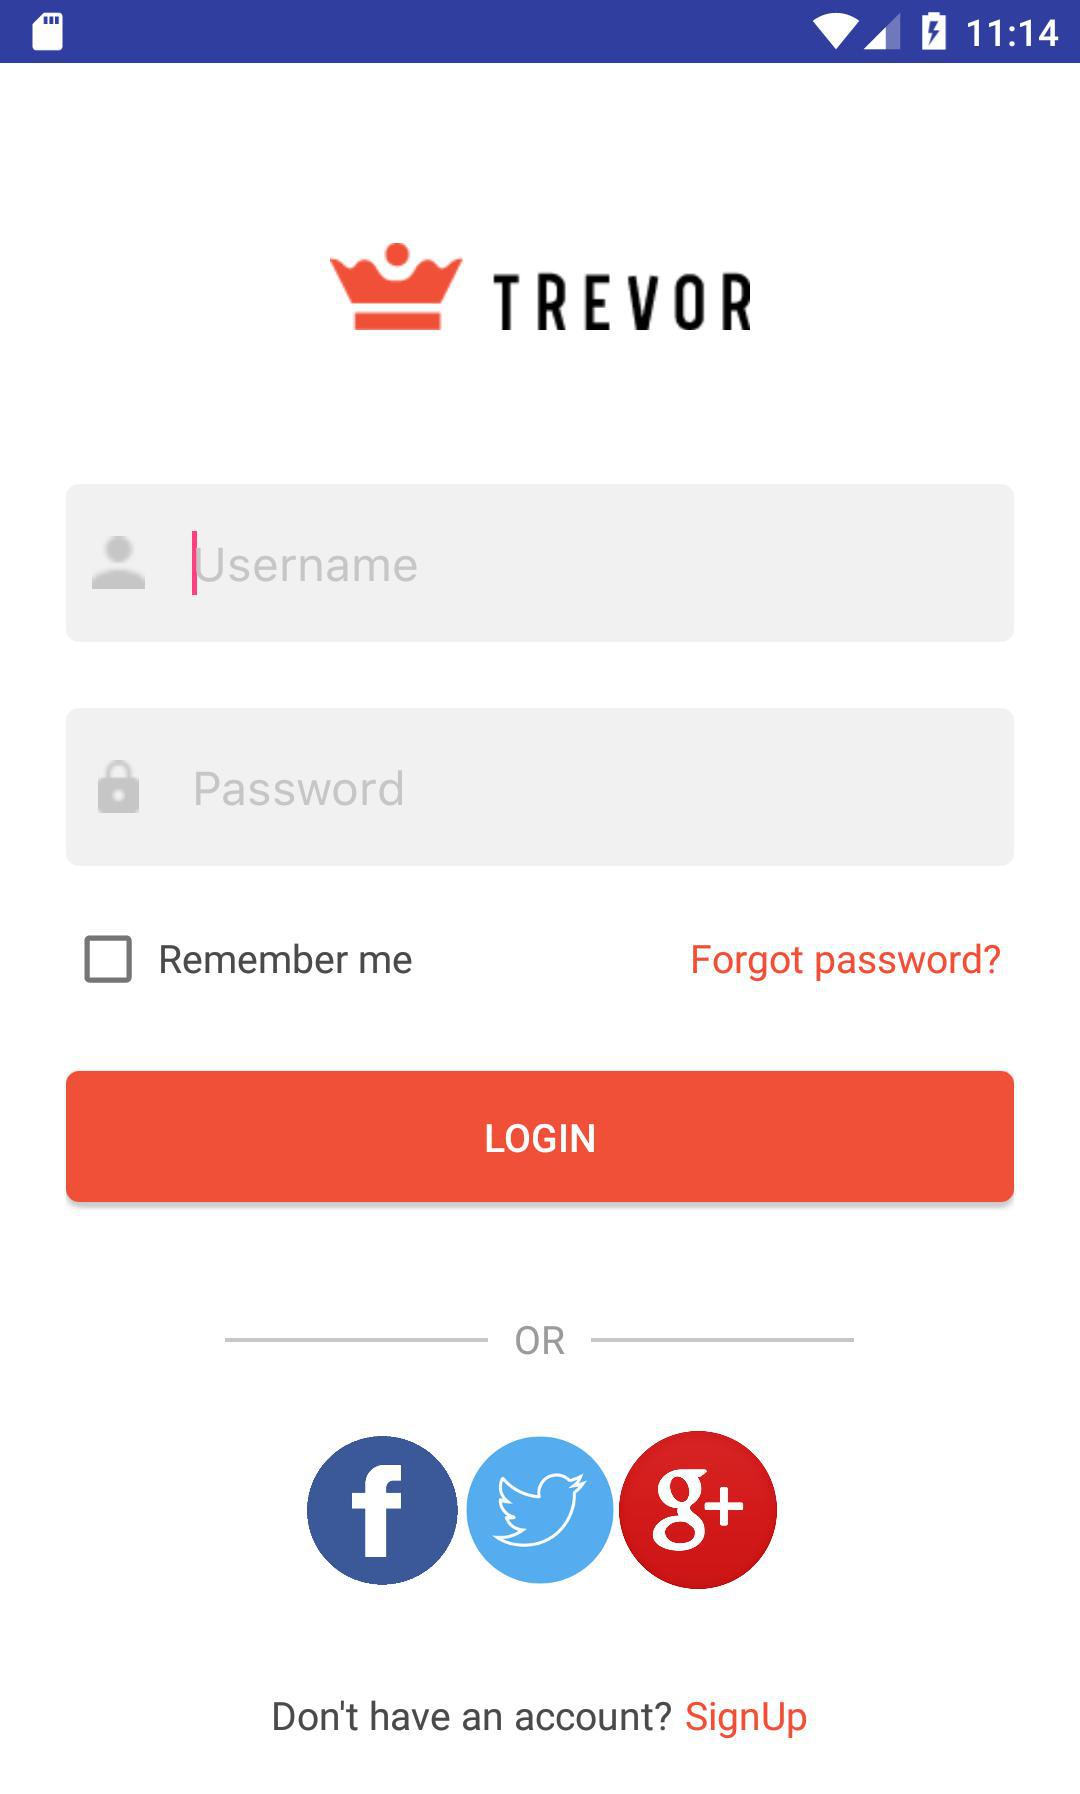 11:14
TREVOR
Username
Password
Remember me Forgot password?
LOGIN
OR
f g+
Don't have an account? SignUp